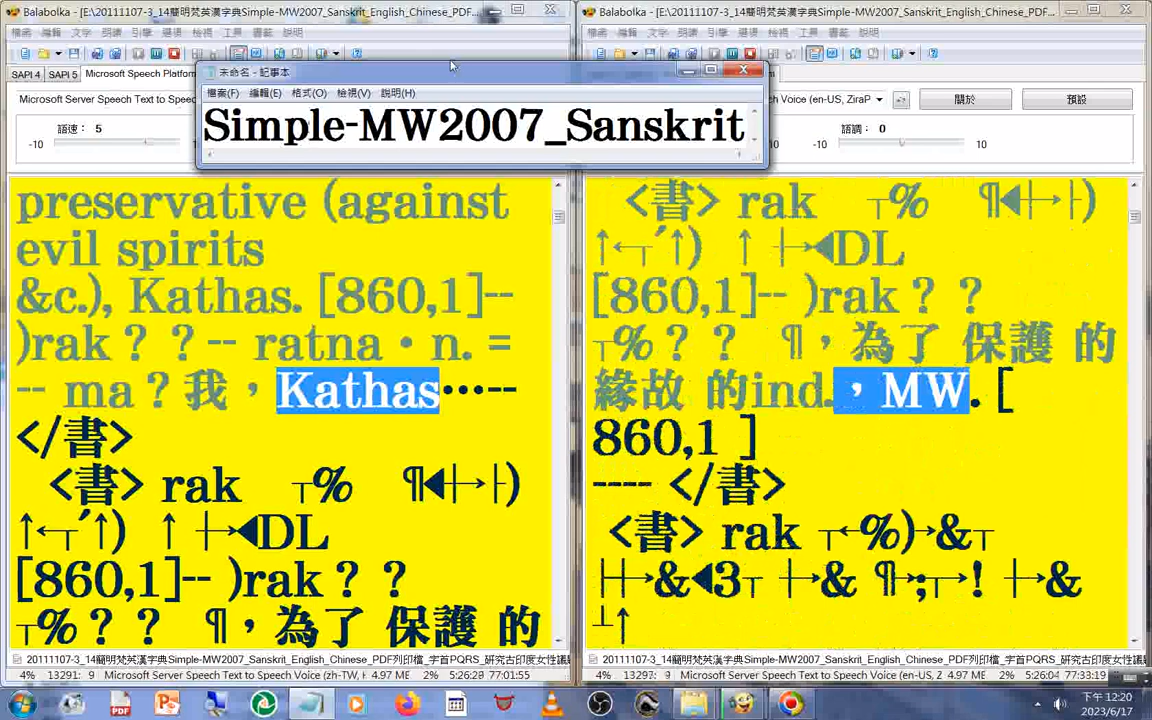 Balabolka - [E:\20111107-3_14簡明梵英漢字典Simple-MW2007_Sanskrit_English_Chinese_PDF...
Balabolka - [E:\20111107-3_14簡明梵英漢字典Simple-MW2007_Sanskrit_English_Chinese_PDF...
SAPI 4 SAPI 5 Microsoft Speech Platform
未命名 - 記事本
檔案(F) 編輯(E) 格式(O) 檢視(V) 說明(H)
Simple-MW2007_Sanskrit
Microsoft Server Speech Text to Spee
Voice (en-US, ZiraP
關於
預設
語速: 5
-10
語調: 0
-10 10
preservative (against
evil spirits
&c.), Kathas. [860,1]--
)rak？？-- ratna•n. =
-- ma？我，Kathas…--
</書>
<書> rak ┬% ¶◀┼→├)
↑←┬′↑) ↑ ┼→◀DL
[860,1]-- )rak？？
┬%？？ ¶，為了 保護 的
<書> rak ┬% ¶◀┼→├)
↑←┬′↑) ↑ ┼→◀DL
[860,1]-- )rak？？
┬%？？ ¶，為了 保護 的
緣故 的ind.，MW. [
860,1 ]
---- </書>
<書> rak ┬←%)→&┬
├┼→&◀3┬ ┼→& ¶→;┬→! ┼→&
┴↑
20111107-3_14簡明梵英漢字典Simple-MW2007_Sanskrit_English_Chinese_PDF列印檔_字首PQRS_研究古印度女性議
20111107-3_14簡明梵英漢字典Simple-MW2007_Sanskrit_English_Chinese_PDF列印檔_字首PQRS_研究古印度女性議
4% 13281: 9 Microsoft Server Speech Text to Speech Voice (zh-TW, H 4.97 MB 5:26:28 77:01:55
4% 13297: 9 Microsoft Server Speech Text to Speech Voice (en-US, Z 4.97 MB 5:26:04 77:33:19
下午 12:20
2023/6/17